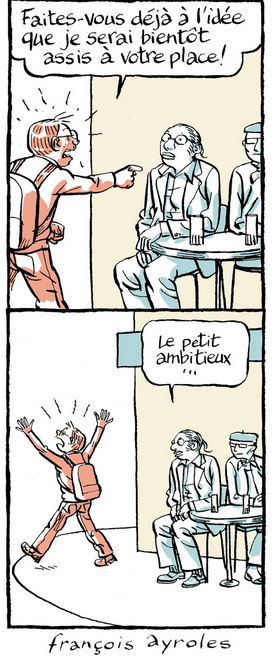 Faites-vous déjà à l'idée
que je serai bientôt
assis à votre place!
Le petit
ambitieux
...
françois ayroles